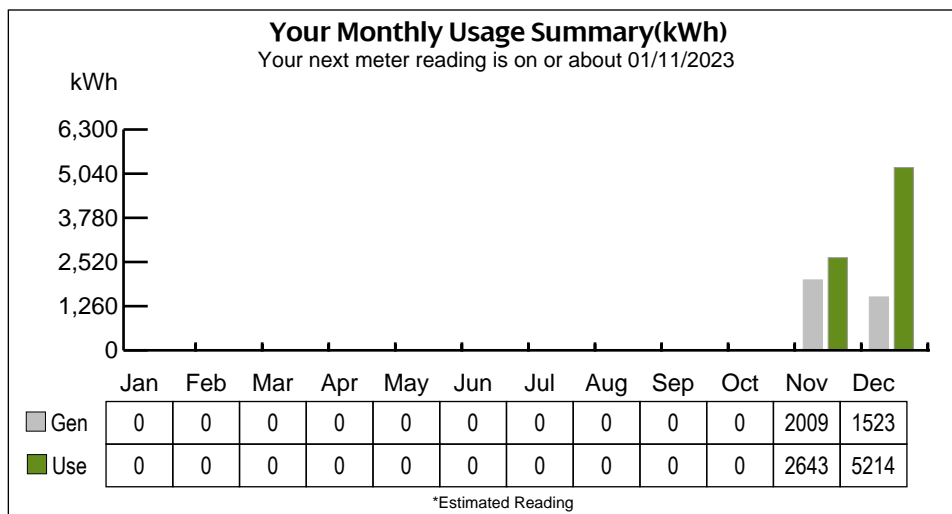 Your Monthly Usage Summary(kWh)
Your next meter reading is on or about 01/11/2023
kWh
6,300
5,040
3,780
2,520
1,260
0
Jan Feb Mar Apr May Jun Jul Aug Sep Oct Nov Dec
Gen 0 0 0 0 0 0 0 0 0 0 2009 1523
Use 0 0 0 0 0 0 0 0 0 0 2643 5214
*Estimated Reading